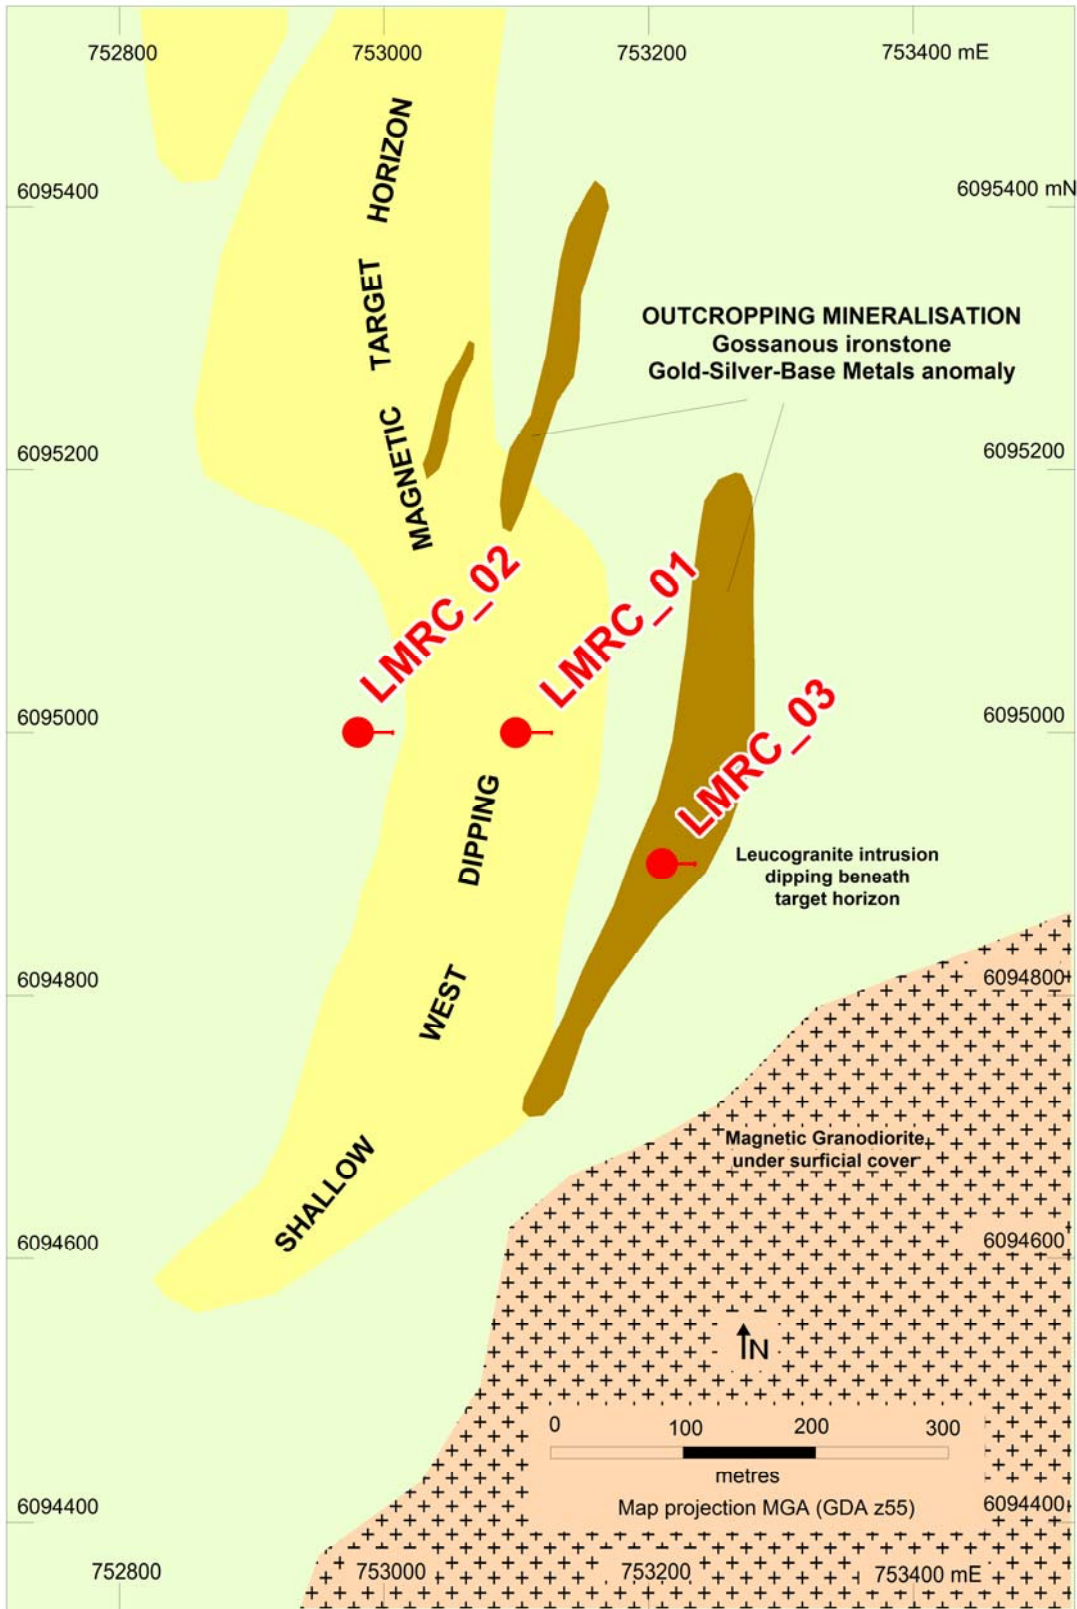 752800 753000 753200 753400 mE
6095400 6095400 mN
MAGNETIC TARGET HORIZON
OUTCROPPING MINERALISATION
Gossanous ironstone
Gold-Silver-Base Metals anomaly
6095200 6095200
LMRC_02
LMRC_01
6095000 6095000
LMRC_03
SHALLOW WEST DIPPING
Leucogranite intrusion
dipping beneath
target horizon
6094800 6094800
Magnetic Granodiorite
under surficial cover
6094600 6094600
N
0 100 200 300
metres
Map projection MGA (GDA z55)
6094400 6094400
752800 753000 753200 753400 mE